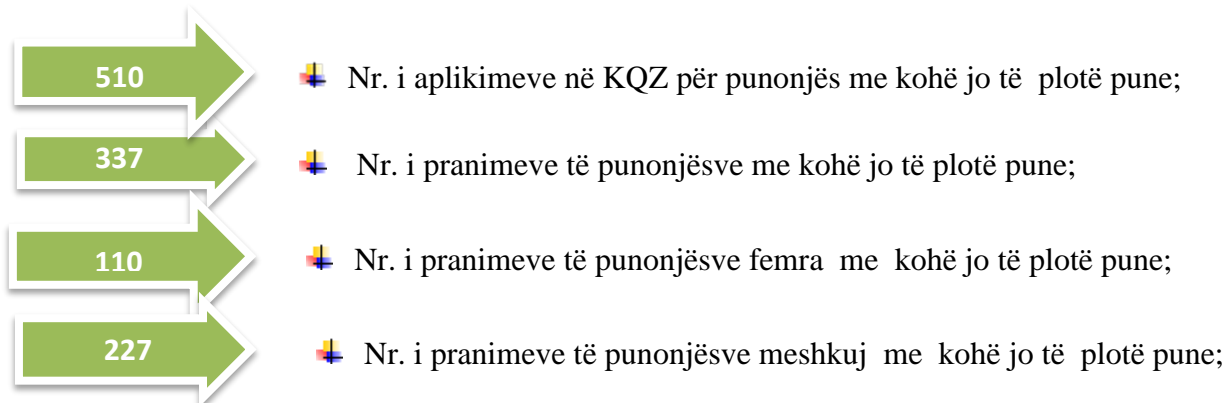 510 Nr. i aplikimeve në KQZ për punonjës me kohë jo të plotë pune;
337 Nr. i pranimeve të punonjësve me kohë jo të plotë pune;
110 Nr. i pranimeve të punonjësve femra me kohë jo të plotë pune;
227 Nr. i pranimeve të punonjësve meshkuj me kohë jo të plotë pune;